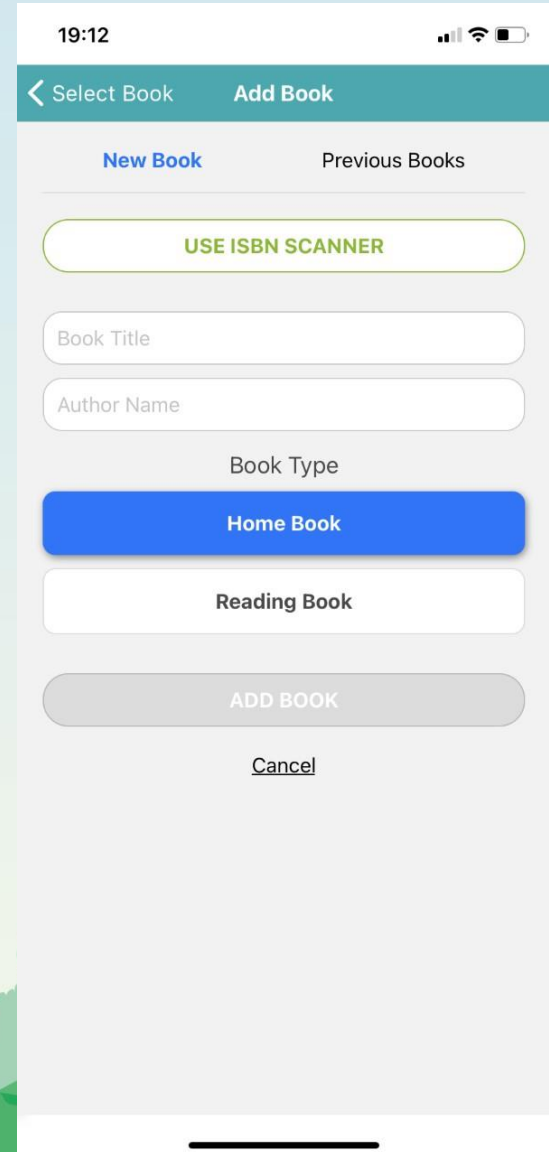 19:12
Select Book Add Book
New Book Previous Books
USE ISBN SCANNER
Book Title
Author Name
Book Type
Home Book
Reading Book
ADD BOOK
Cancel